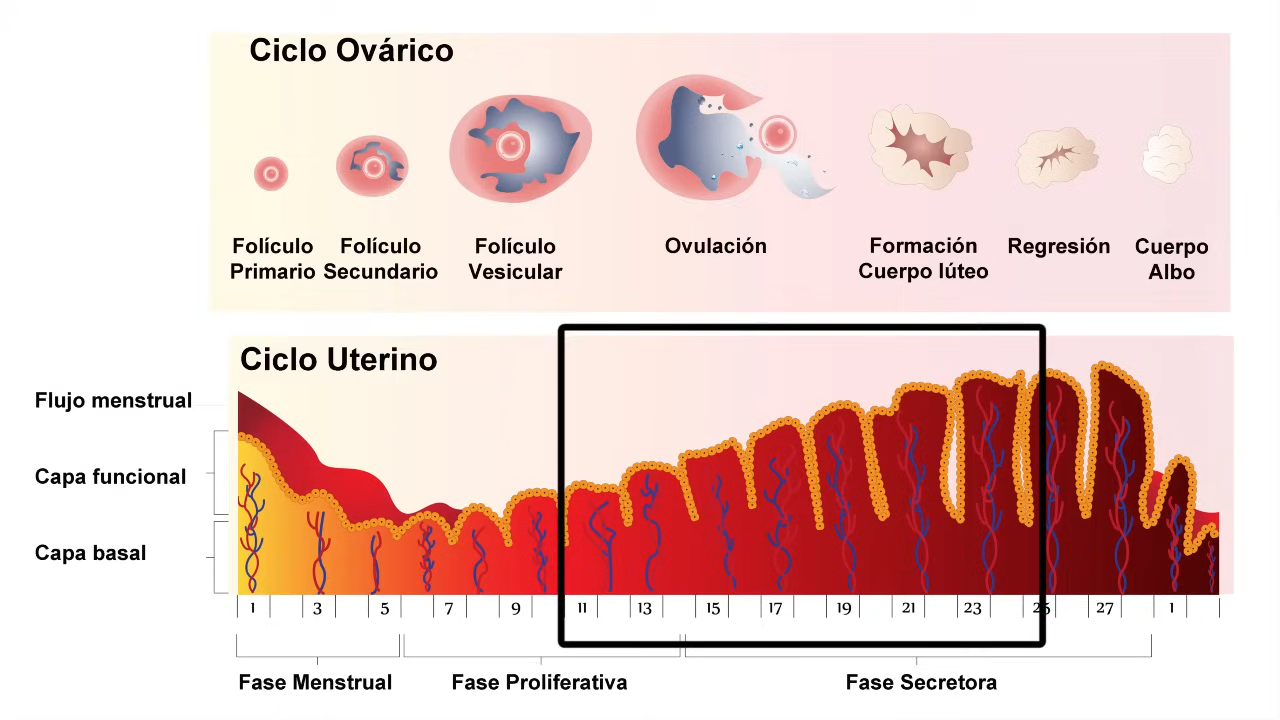 Ciclo Ovárico
Folículo Primario
Folículo Secundario
Folículo Vesicular
Ovulación
Formación Cuerpo lúteo
Regresión
Cuerpo Albo
Ciclo Uterino
Flujo menstrual
Capa funcional
Capa basal
1 3 5 7 9 11 13 15 17 19 21 23 27 1
Fase Menstrual
Fase Proliferativa
Fase Secretora